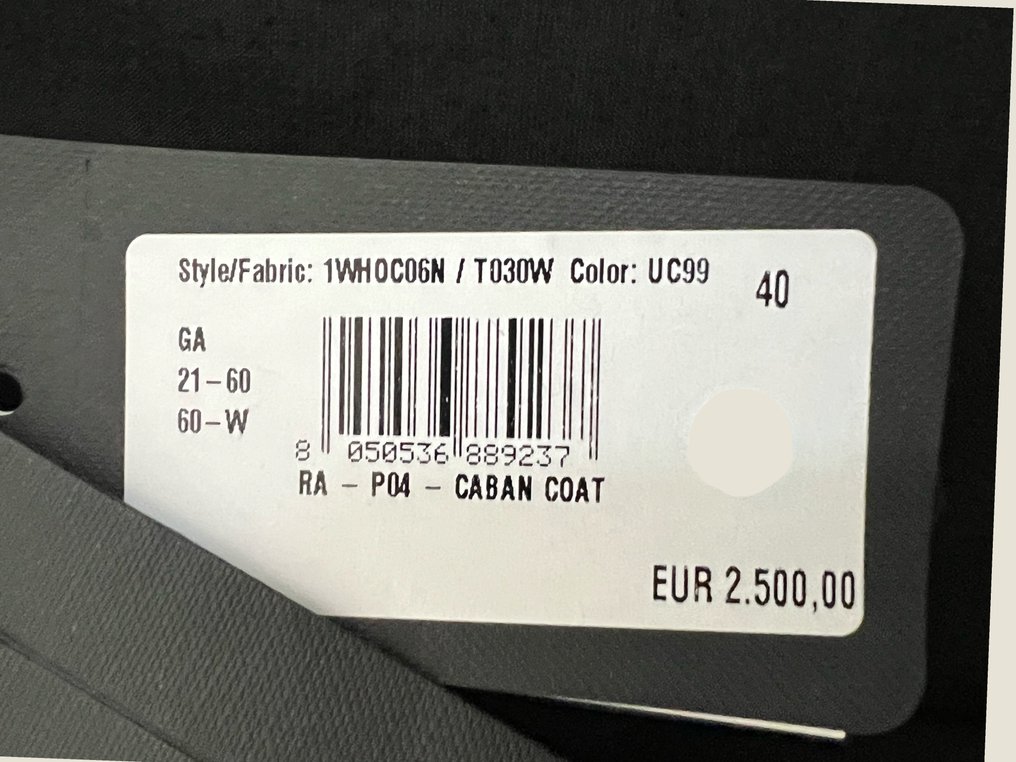 Style/Fabric: 1WHOC06N / T030W Color: UC99
40
GA
21-60
60-W
8 050536 889237
RA - P04 - CABAN COAT
EUR 2.500,00